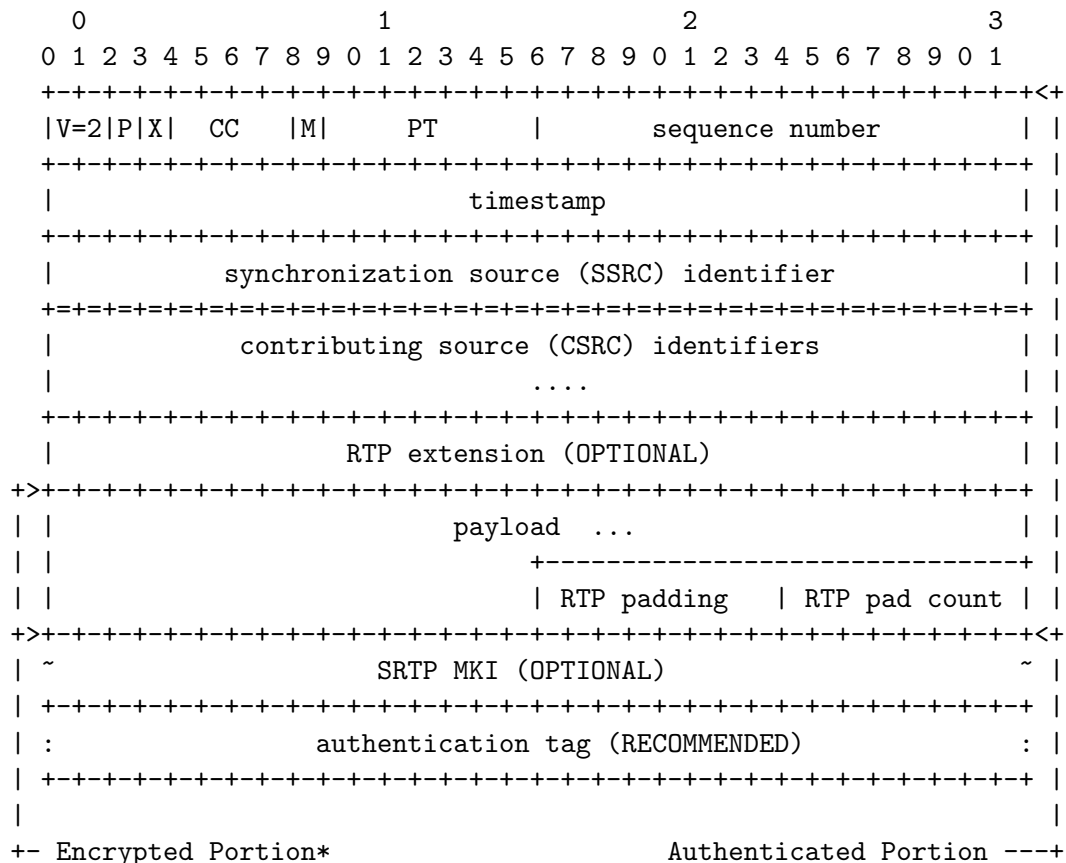 0                   1                   2                   3
0 1 2 3 4 5 6 7 8 9 0 1 2 3 4 5 6 7 8 9 0 1 2 3 4 5 6 7 8 9 0 1
+-+-+-+-+-+-+-+-+-+-+-+-+-+-+-+-+-+-+-+-+-+-+-+-+-+-+-+-+-+-+-+-+<+
|V=2|P|X|  CC   |M|     PT      |       sequence number         | |
+-+-+-+-+-+-+-+-+-+-+-+-+-+-+-+-+-+-+-+-+-+-+-+-+-+-+-+-+-+-+-+-+ |
|                           timestamp                           | |
+-+-+-+-+-+-+-+-+-+-+-+-+-+-+-+-+-+-+-+-+-+-+-+-+-+-+-+-+-+-+-+-+ |
|           synchronization source (SSRC) identifier            | |
+=+=+=+=+=+=+=+=+=+=+=+=+=+=+=+=+=+=+=+=+=+=+=+=+=+=+=+=+=+=+=+=+ |
|            contributing source (CSRC) identifiers             | |
|                               ....                            | |
+-+-+-+-+-+-+-+-+-+-+-+-+-+-+-+-+-+-+-+-+-+-+-+-+-+-+-+-+-+-+-+-+ |
|                   RTP extension (OPTIONAL)                    | |
+>+-+-+-+-+-+-+-+-+-+-+-+-+-+-+-+-+-+-+-+-+-+-+-+-+-+-+-+-+-+-+-+-+ |
| |                          payload  ...                         | |
| |                               +-------------------------------+ |
| |                               | RTP padding   | RTP pad count | |
+>+-+-+-+-+-+-+-+-+-+-+-+-+-+-+-+-+-+-+-+-+-+-+-+-+-+-+-+-+-+-+-+-+<+
| ~                     SRTP MKI (OPTIONAL)                       ~ |
| +-+-+-+-+-+-+-+-+-+-+-+-+-+-+-+-+-+-+-+-+-+-+-+-+-+-+-+-+-+-+-+-+ |
| :                 authentication tag (RECOMMENDED)              : |
| +-+-+-+-+-+-+-+-+-+-+-+-+-+-+-+-+-+-+-+-+-+-+-+-+-+-+-+-+-+-+-+-+ |
|                                                                   |
+- Encrypted Portion*                      Authenticated Portion ---+